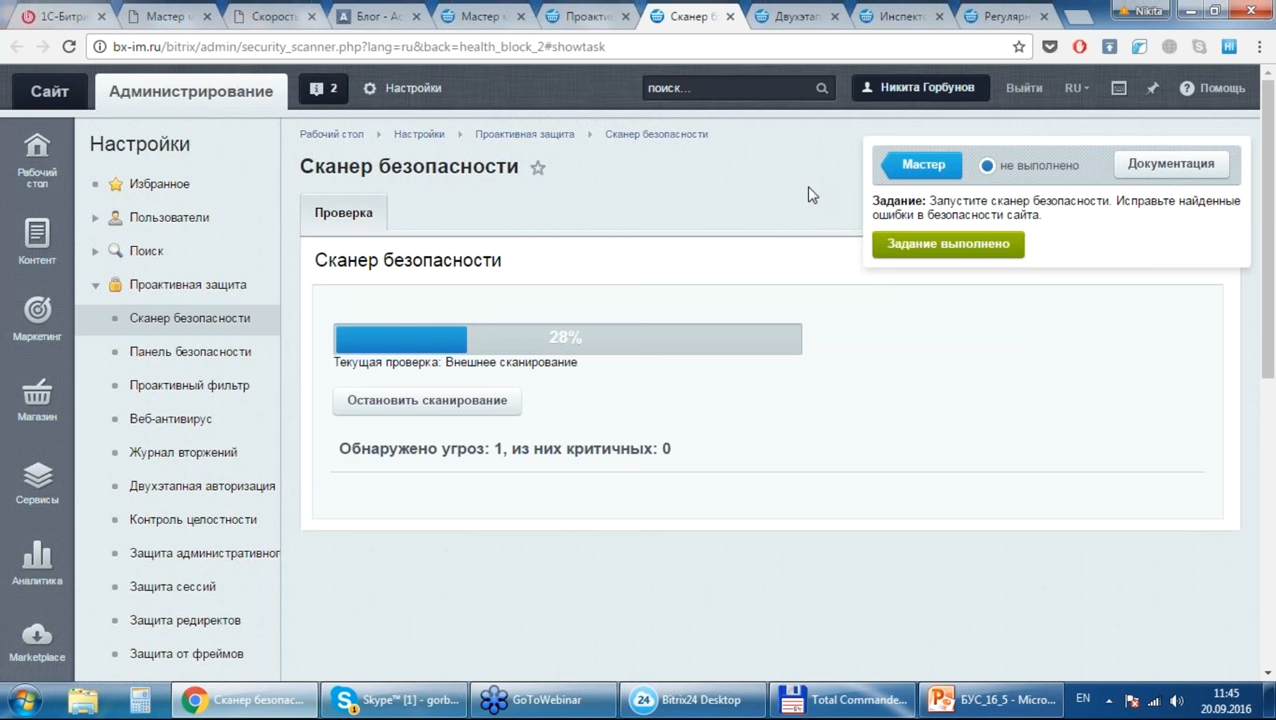 1С-Битри
Мастер м
Скорость
Блог - Ас
Мастер м
Проакти
Сканер б
Двухэтап
Инспект
Регулярн
Nikita
bx-im.ru/bitrix/admin/security_scanner.php?lang=ru&back=health_block_2#showtask
Сайт
Администрирование
2
Настройки
поиск...
Никита Горбунов
Выйти
RU
Помощь
Рабочий стол
Контент
Маркетинг
Магазин
Сервисы
Аналитика
Marketplace
Настройки
Избранное
Пользователи
Поиск
Проактивная защита
Сканер безопасности
Панель безопасности
Проактивный фильтр
Веб-антивирус
Журнал вторжений
Двухэтапная авторизация
Контроль целостности
Защита административног
Защита сессий
Защита редиректов
Защита от фреймов
Рабочий стол
Настройки
Проактивная защита
Сканер безопасности
Сканер безопасности
Проверка
Сканер безопасности
28%
Текущая проверка: Внешнее сканирование
Остановить сканирование
Обнаружено угроз: 1, из них критичных: 0
Мастер
не выполнено
Документация
Задание: Запустите сканер безопасности. Исправьте найденные
ошибки в безопасности сайта.
Задание выполнено
Сканер безопас...
Skype™ [1] - gorb...
GoToWebinar
24
Bitrix24 Desktop
Total Commande...
БУС_16_5 - Micro...
EN
11:45
20.09.2016